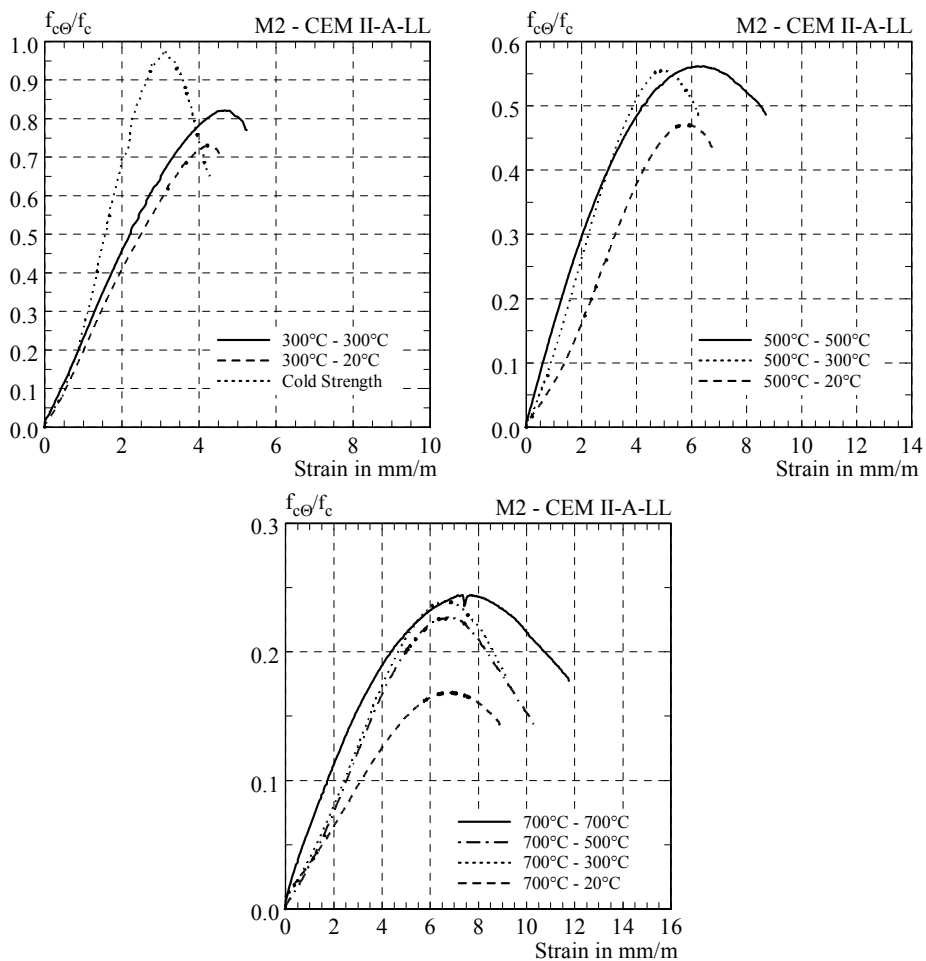 f_cΘ/f_c
M2 - CEM II-A-LL
1.0
0.9
0.8
0.7
0.6
0.5
0.4
0.3
0.2
0.1
0.0
300°C - 300°C
300°C - 20°C
Cold Strength
0 2 4 6 8 10
Strain in mm/m
f_cΘ/f_c
M2 - CEM II-A-LL
0.6
0.5
0.4
0.3
0.2
0.1
0.0
500°C - 500°C
500°C - 300°C
500°C - 20°C
0 2 4 6 8 10 12 14
Strain in mm/m
f_cΘ/f_c
M2 - CEM II-A-LL
0.3
0.2
0.1
0.0
700°C - 700°C
700°C - 500°C
700°C - 300°C
700°C - 20°C
0 2 4 6 8 10 12 14 16
Strain in mm/m